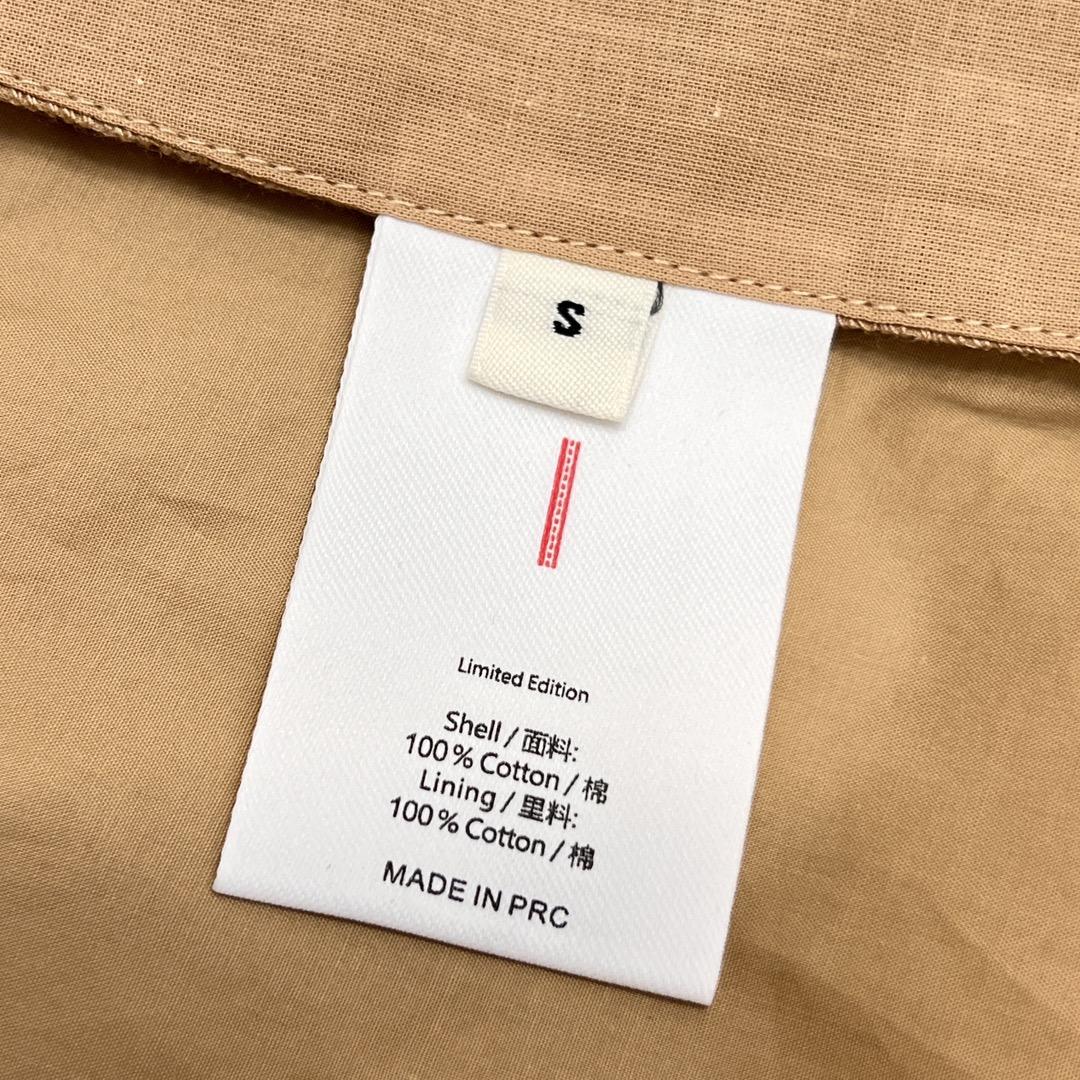 S
Limited Edition
Shell / 面料:
100% Cotton / 棉
Lining / 里料:
100% Cotton / 棉
MADE IN PRC